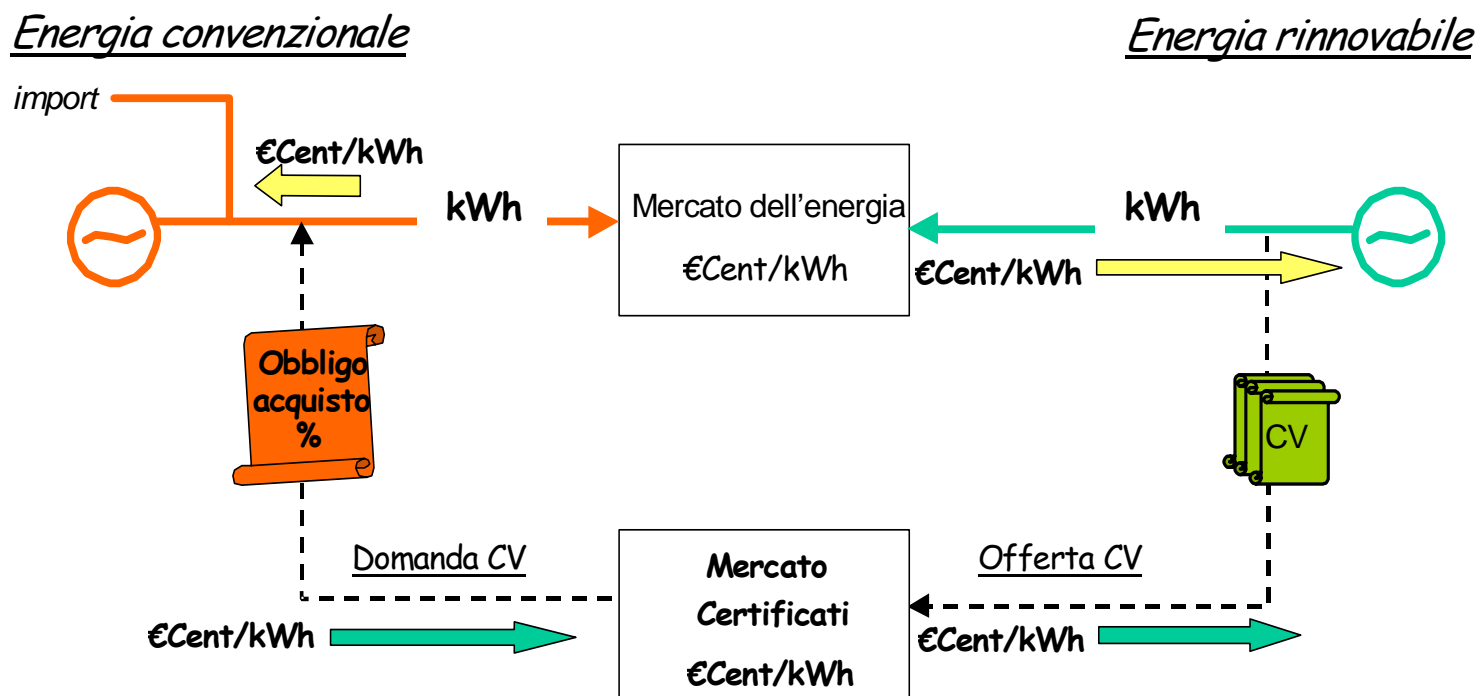 Energia convenzionale
Energia rinnovabile
import
€Cent/kWh
kWh
Mercato dell'energia
€Cent/kWh
kWh
€Cent/kWh
Obbligo
acquisto
%
CV
Domanda CV
Mercato
Certificati
€Cent/kWh
Offerta CV
€Cent/kWh
€Cent/kWh